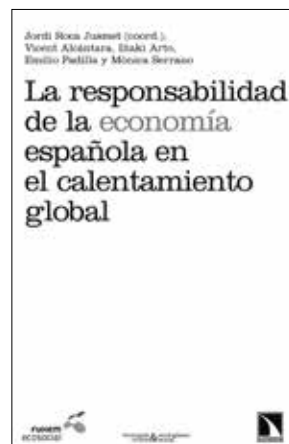 Jordi Roca Jusmet (coord.),
Vicent Alcántara, Iñaki Arto,
Emilio Padilla y Mònica Serrano
La responsabilidad
de la economía
española en
el calentamiento
global
fuhem
ecosocial